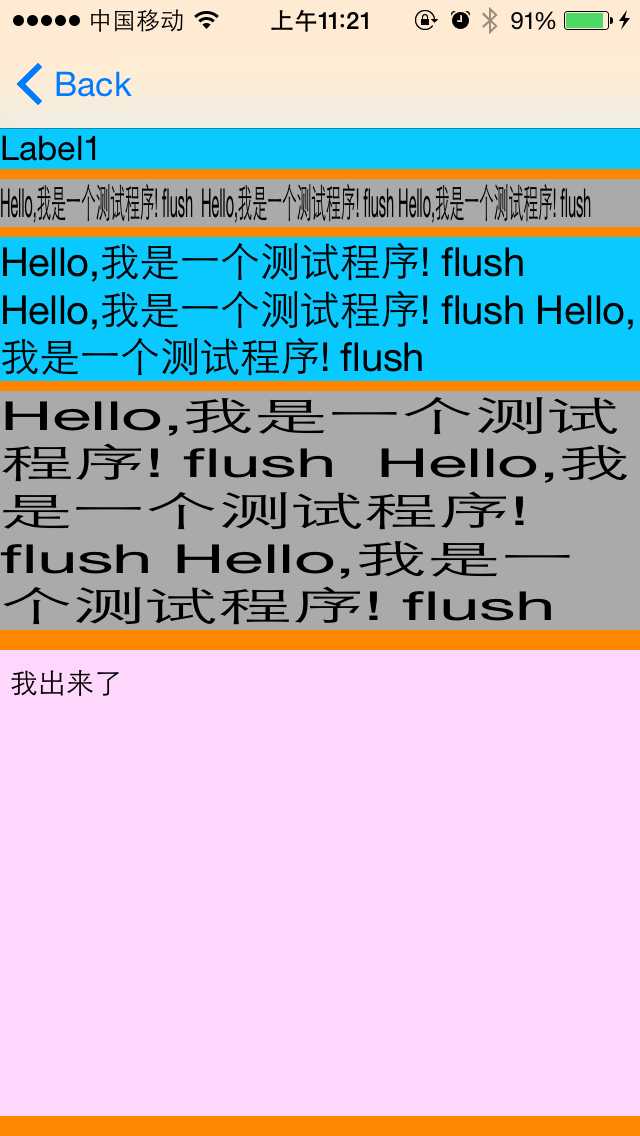 中国移动 上午11:21 91%
Back
Label1
Hello,我是一个测试程序! flush  Hello,我是一个测试程序! flush Hello,我是一个测试程序! flush
Hello,我是一个测试程序! flush
Hello,我是一个测试程序! flush Hello,
我是一个测试程序! flush
Hello,我是一个测试
程序! flush  Hello,我
是一个测试程序!
flush Hello,我是一
个测试程序! flush
我出来了